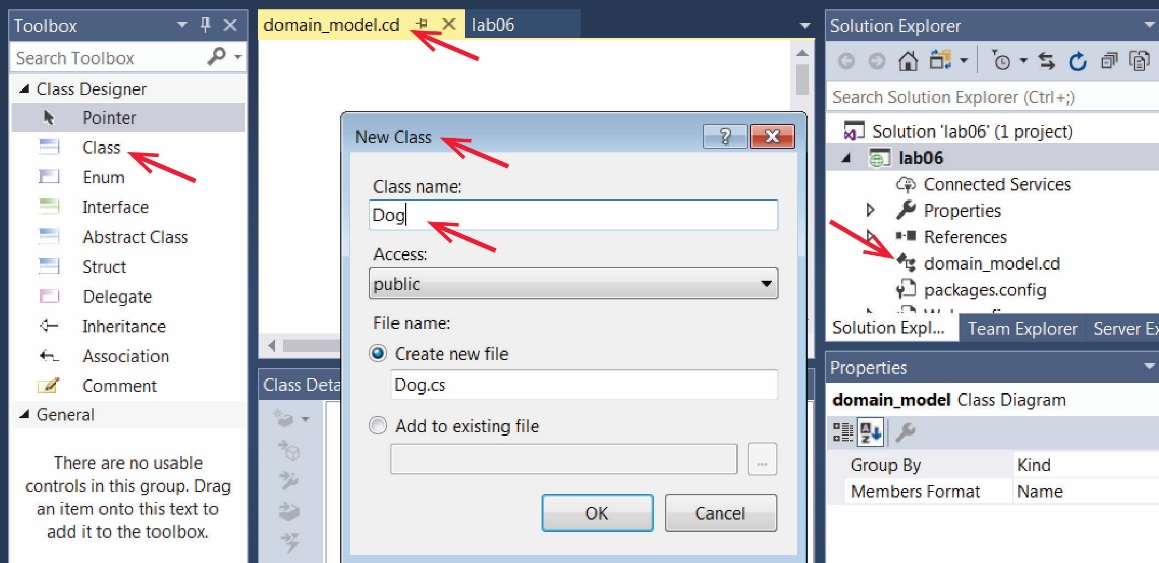 Toolbox
Search Toolbox
Class Designer
Pointer
Class
Enum
Interface
Abstract Class
Struct
Delegate
Inheritance
Association
Comment
General
There are no usable
controls in this group. Drag
an item onto this text to
add it to the toolbox.
domain_model.cd
lab06
New Class
?
Class name:
Dog
Access:
public
File name:
Create new file
Dog.cs
Add to existing file
...
OK
Cancel
Class Deta
Solution Explorer
Search Solution Explorer (Ctrl+;)
Solution 'lab06' (1 project)
lab06
Connected Services
Properties
References
domain_model.cd
packages.config
Solution Expl...
Team Explorer
Server Ex
Properties
domain_model Class Diagram
Group By
Kind
Members Format
Name